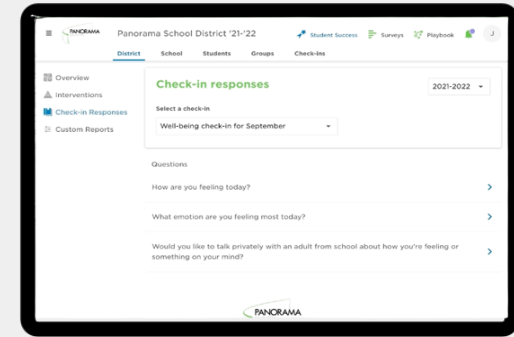 PANORAMA
Panorama School District '21-'22
Student Success
Surveys
Playbook
J
District
School
Students
Groups
Check-ins
Overview
Interventions
Check-in Responses
Custom Reports
Check-in responses
2021-2022
Select a check-in
Well-being check-in for September
Questions
How are you feeling today?
What emotion are you feeling most today?
Would you like to talk privately with an adult from school about how you're feeling or
something on your mind?
PANORAMA